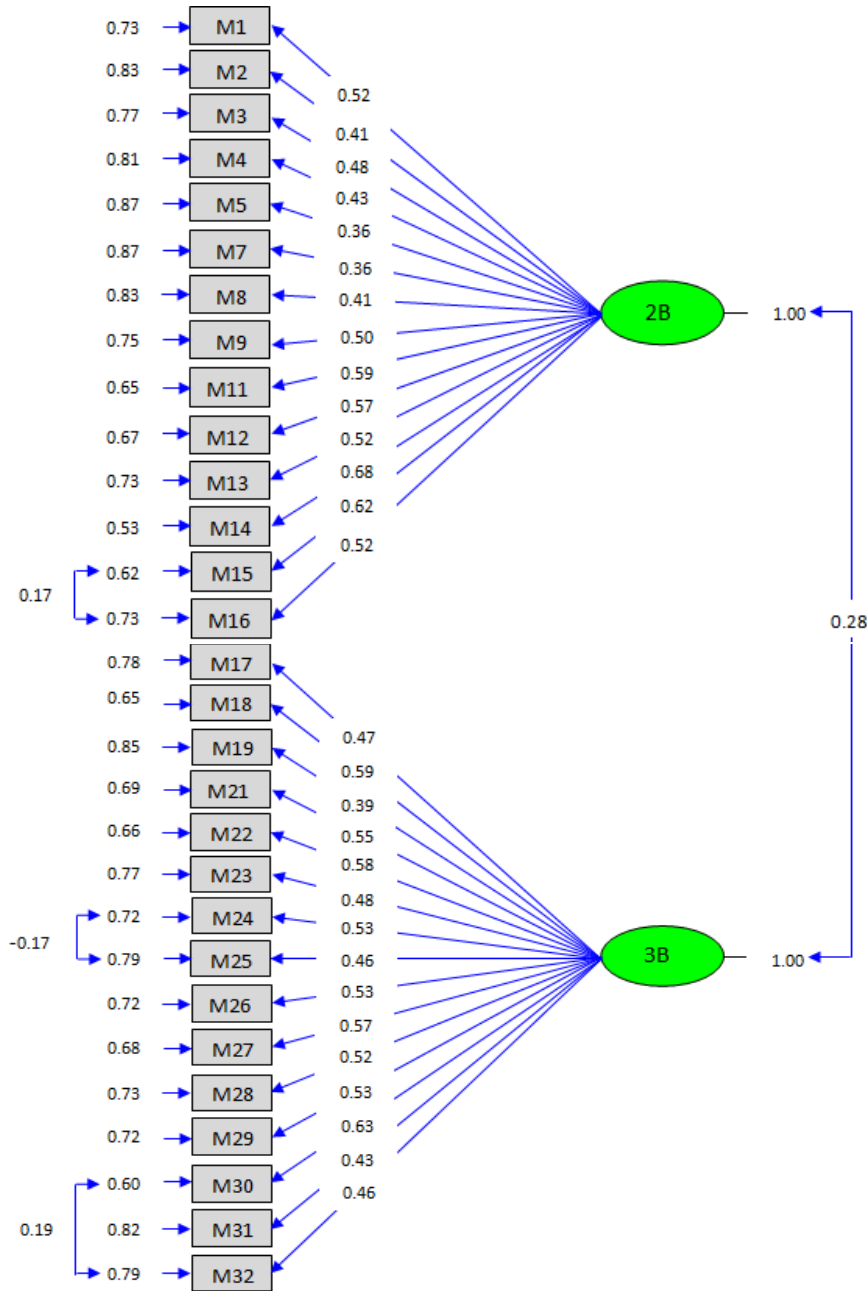 0.73 M1
0.83 M2
0.52
0.77 M3
0.41
0.81 M4
0.48
0.43
0.87 M5
0.36
0.87 M7
0.36
0.83 M8
0.41
2B 1.00
0.75 M9
0.50
0.65 M11
0.59
0.57
0.67 M12
0.52
0.73 M13
0.68
0.53 M14
0.62
0.52
0.62 M15
0.17
0.73 M16
0.28
0.78 M17
0.65 M18
0.47
0.85 M19
0.59
0.69 M21
0.39
0.66 M22
0.55
0.58
0.77 M23
0.48
0.72 M24
0.53
-0.17
0.79 M25
0.46
3B 1.00
0.53
0.72 M26
0.57
0.68 M27
0.52
0.73 M28
0.53
0.72 M29
0.63
0.43
0.60 M30
0.46
0.19
0.82 M31
0.79 M32